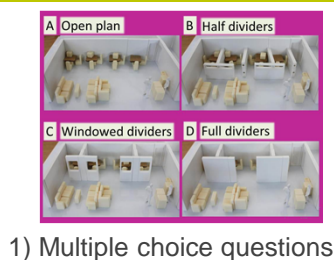 A Open plan
B Half dividers
C Windowed dividers
D Full dividers
1) Multiple choice questions